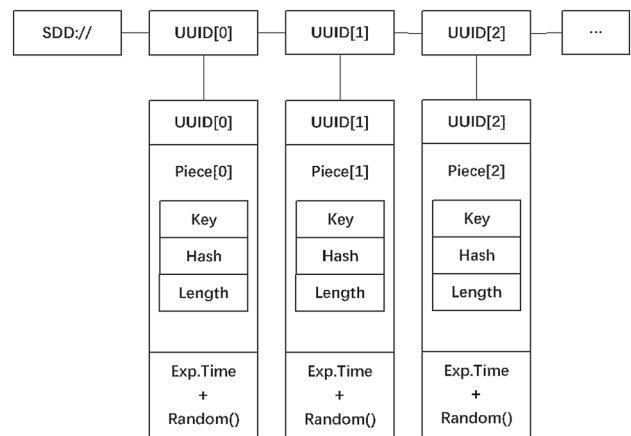 SDD:// UUID[0] UUID[1] UUID[2] ...
UUID[0] UUID[1] UUID[2]
Piece[0] Piece[1] Piece[2]
Key Key Key
Hash Hash Hash
Length Length Length
Exp.Time Exp.Time Exp.Time
+ + +
Random() Random() Random()